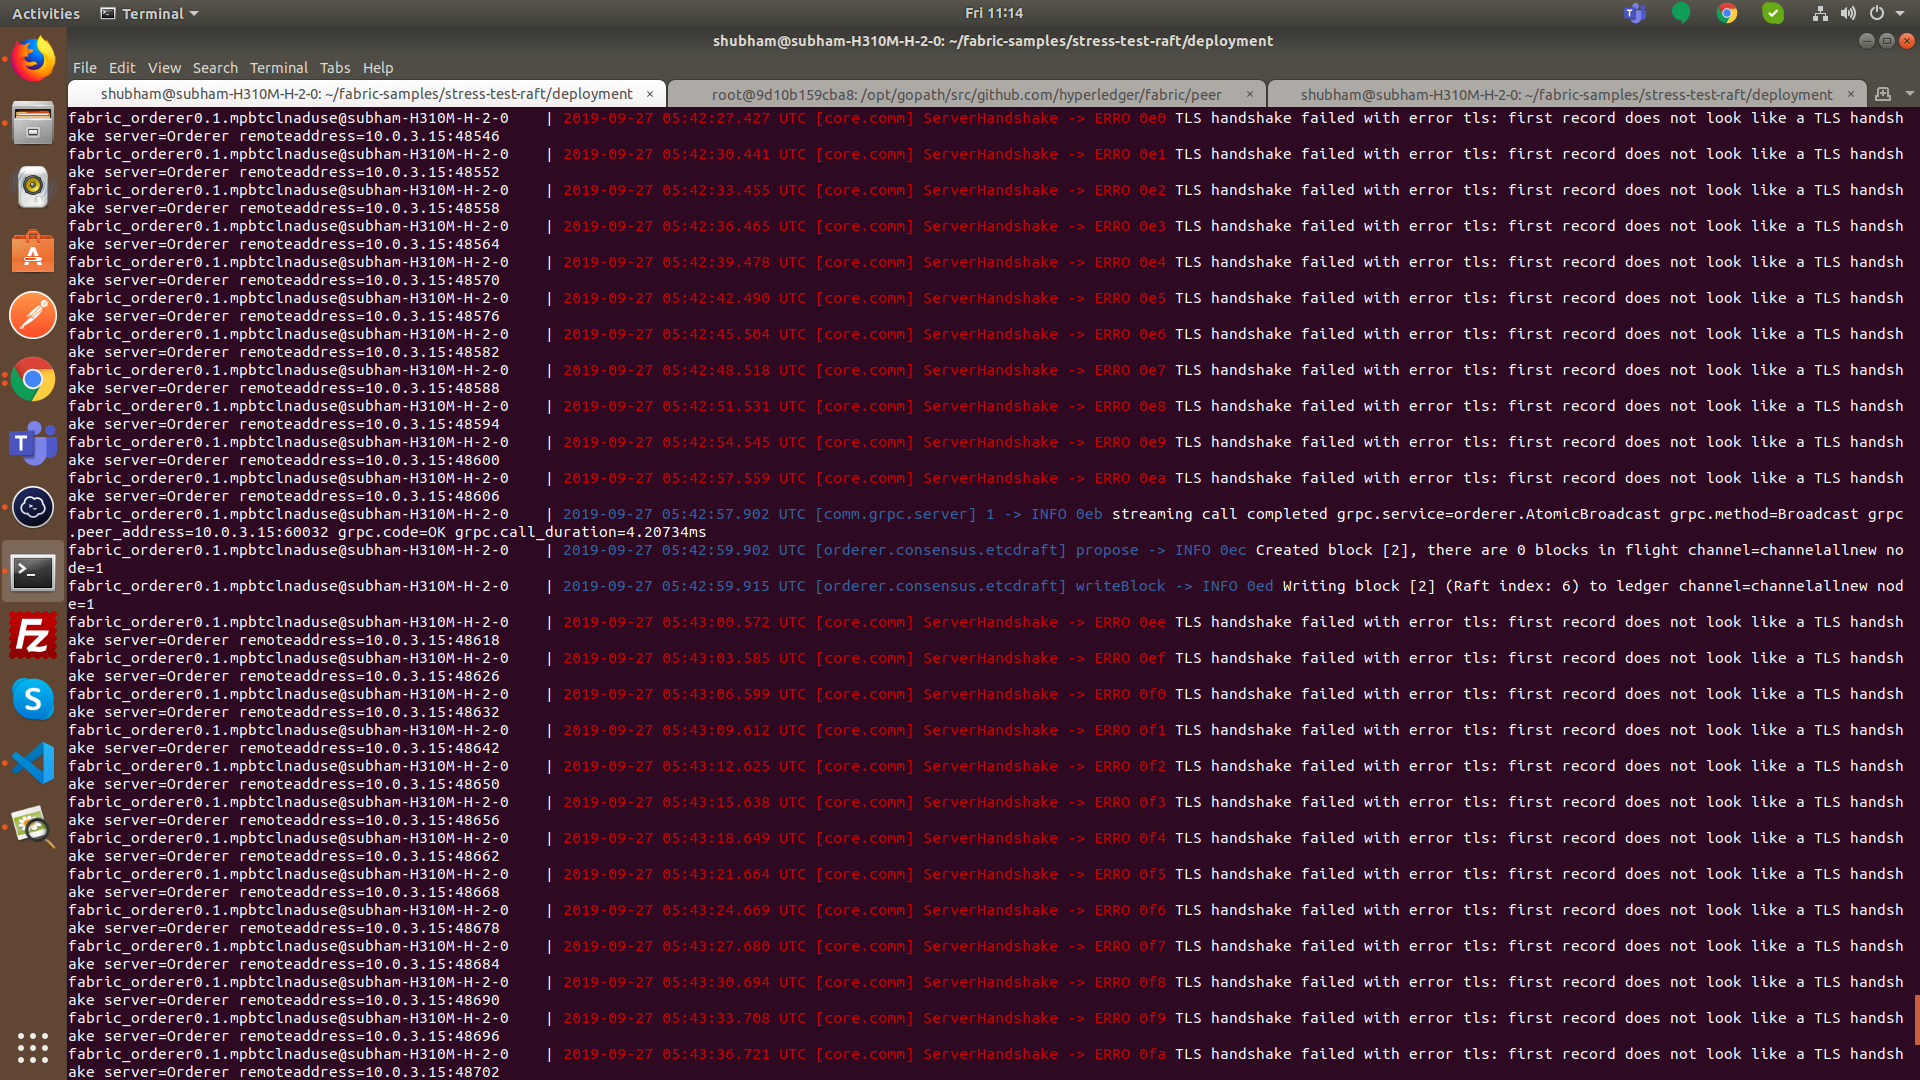 Activities Terminal Fri 11:14
shubham@subham-H310M-H-2-0: ~/fabric-samples/stress-test-raft/deployment
File Edit View Search Terminal Tabs Help
shubham@subham-H310M-H-2-0: ~/fabric-samples/stress-test-raft/deployment × root@9d10b159cba8: /opt/gopath/src/github.com/hyperledger/fabric/peer × shubham@subham-H310M-H-2-0: ~/fabric-samples/stress-test-raft/deployment ×
fabric_orderer0.1.mpbtclnaduse@subham-H310M-H-2-0    | 2019-09-27 05:42:27.427 UTC [core.comm] ServerHandshake -> ERRO 0e0 TLS handshake failed with error tls: first record does not look like a TLS handsh
ake server=Orderer remoteaddress=10.0.3.15:48546
fabric_orderer0.1.mpbtclnaduse@subham-H310M-H-2-0    | 2019-09-27 05:42:30.441 UTC [core.comm] ServerHandshake -> ERRO 0e1 TLS handshake failed with error tls: first record does not look like a TLS handsh
ake server=Orderer remoteaddress=10.0.3.15:48552
fabric_orderer0.1.mpbtclnaduse@subham-H310M-H-2-0    | 2019-09-27 05:42:33.455 UTC [core.comm] ServerHandshake -> ERRO 0e2 TLS handshake failed with error tls: first record does not look like a TLS handsh
ake server=Orderer remoteaddress=10.0.3.15:48558
fabric_orderer0.1.mpbtclnaduse@subham-H310M-H-2-0    | 2019-09-27 05:42:36.465 UTC [core.comm] ServerHandshake -> ERRO 0e3 TLS handshake failed with error tls: first record does not look like a TLS handsh
ake server=Orderer remoteaddress=10.0.3.15:48564
fabric_orderer0.1.mpbtclnaduse@subham-H310M-H-2-0    | 2019-09-27 05:42:39.478 UTC [core.comm] ServerHandshake -> ERRO 0e4 TLS handshake failed with error tls: first record does not look like a TLS handsh
ake server=Orderer remoteaddress=10.0.3.15:48570
fabric_orderer0.1.mpbtclnaduse@subham-H310M-H-2-0    | 2019-09-27 05:42:42.490 UTC [core.comm] ServerHandshake -> ERRO 0e5 TLS handshake failed with error tls: first record does not look like a TLS handsh
ake server=Orderer remoteaddress=10.0.3.15:48576
fabric_orderer0.1.mpbtclnaduse@subham-H310M-H-2-0    | 2019-09-27 05:42:45.504 UTC [core.comm] ServerHandshake -> ERRO 0e6 TLS handshake failed with error tls: first record does not look like a TLS handsh
ake server=Orderer remoteaddress=10.0.3.15:48582
fabric_orderer0.1.mpbtclnaduse@subham-H310M-H-2-0    | 2019-09-27 05:42:48.518 UTC [core.comm] ServerHandshake -> ERRO 0e7 TLS handshake failed with error tls: first record does not look like a TLS handsh
ake server=Orderer remoteaddress=10.0.3.15:48588
fabric_orderer0.1.mpbtclnaduse@subham-H310M-H-2-0    | 2019-09-27 05:42:51.531 UTC [core.comm] ServerHandshake -> ERRO 0e8 TLS handshake failed with error tls: first record does not look like a TLS handsh
ake server=Orderer remoteaddress=10.0.3.15:48594
fabric_orderer0.1.mpbtclnaduse@subham-H310M-H-2-0    | 2019-09-27 05:42:54.545 UTC [core.comm] ServerHandshake -> ERRO 0e9 TLS handshake failed with error tls: first record does not look like a TLS handsh
ake server=Orderer remoteaddress=10.0.3.15:48600
fabric_orderer0.1.mpbtclnaduse@subham-H310M-H-2-0    | 2019-09-27 05:42:57.559 UTC [core.comm] ServerHandshake -> ERRO 0ea TLS handshake failed with error tls: first record does not look like a TLS handsh
ake server=Orderer remoteaddress=10.0.3.15:48606
fabric_orderer0.1.mpbtclnaduse@subham-H310M-H-2-0    | 2019-09-27 05:42:57.902 UTC [comm.grpc.server] 1 -> INFO 0eb streaming call completed grpc.service=orderer.AtomicBroadcast grpc.method=Broadcast grpc
.peer_address=10.0.3.15:60032 grpc.code=OK grpc.call_duration=4.20734ms
fabric_orderer0.1.mpbtclnaduse@subham-H310M-H-2-0    | 2019-09-27 05:42:59.902 UTC [orderer.consensus.etcdraft] propose -> INFO 0ec Created block [2], there are 0 blocks in flight channel=channelallnew no
de=1
fabric_orderer0.1.mpbtclnaduse@subham-H310M-H-2-0    | 2019-09-27 05:42:59.915 UTC [orderer.consensus.etcdraft] writeBlock -> INFO 0ed Writing block [2] (Raft index: 6) to ledger channel=channelallnew nod
e=1
fabric_orderer0.1.mpbtclnaduse@subham-H310M-H-2-0    | 2019-09-27 05:43:00.572 UTC [core.comm] ServerHandshake -> ERRO 0ee TLS handshake failed with error tls: first record does not look like a TLS handsh
ake server=Orderer remoteaddress=10.0.3.15:48618
fabric_orderer0.1.mpbtclnaduse@subham-H310M-H-2-0    | 2019-09-27 05:43:03.585 UTC [core.comm] ServerHandshake -> ERRO 0ef TLS handshake failed with error tls: first record does not look like a TLS handsh
ake server=Orderer remoteaddress=10.0.3.15:48626
fabric_orderer0.1.mpbtclnaduse@subham-H310M-H-2-0    | 2019-09-27 05:43:06.599 UTC [core.comm] ServerHandshake -> ERRO 0f0 TLS handshake failed with error tls: first record does not look like a TLS handsh
ake server=Orderer remoteaddress=10.0.3.15:48632
fabric_orderer0.1.mpbtclnaduse@subham-H310M-H-2-0    | 2019-09-27 05:43:09.612 UTC [core.comm] ServerHandshake -> ERRO 0f1 TLS handshake failed with error tls: first record does not look like a TLS handsh
ake server=Orderer remoteaddress=10.0.3.15:48642
fabric_orderer0.1.mpbtclnaduse@subham-H310M-H-2-0    | 2019-09-27 05:43:12.625 UTC [core.comm] ServerHandshake -> ERRO 0f2 TLS handshake failed with error tls: first record does not look like a TLS handsh
ake server=Orderer remoteaddress=10.0.3.15:48650
fabric_orderer0.1.mpbtclnaduse@subham-H310M-H-2-0    | 2019-09-27 05:43:15.638 UTC [core.comm] ServerHandshake -> ERRO 0f3 TLS handshake failed with error tls: first record does not look like a TLS handsh
ake server=Orderer remoteaddress=10.0.3.15:48656
fabric_orderer0.1.mpbtclnaduse@subham-H310M-H-2-0    | 2019-09-27 05:43:18.649 UTC [core.comm] ServerHandshake -> ERRO 0f4 TLS handshake failed with error tls: first record does not look like a TLS handsh
ake server=Orderer remoteaddress=10.0.3.15:48662
fabric_orderer0.1.mpbtclnaduse@subham-H310M-H-2-0    | 2019-09-27 05:43:21.664 UTC [core.comm] ServerHandshake -> ERRO 0f5 TLS handshake failed with error tls: first record does not look like a TLS handsh
ake server=Orderer remoteaddress=10.0.3.15:48668
fabric_orderer0.1.mpbtclnaduse@subham-H310M-H-2-0    | 2019-09-27 05:43:24.669 UTC [core.comm] ServerHandshake -> ERRO 0f6 TLS handshake failed with error tls: first record does not look like a TLS handsh
ake server=Orderer remoteaddress=10.0.3.15:48678
fabric_orderer0.1.mpbtclnaduse@subham-H310M-H-2-0    | 2019-09-27 05:43:27.680 UTC [core.comm] ServerHandshake -> ERRO 0f7 TLS handshake failed with error tls: first record does not look like a TLS handsh
ake server=Orderer remoteaddress=10.0.3.15:48684
fabric_orderer0.1.mpbtclnaduse@subham-H310M-H-2-0    | 2019-09-27 05:43:30.694 UTC [core.comm] ServerHandshake -> ERRO 0f8 TLS handshake failed with error tls: first record does not look like a TLS handsh
ake server=Orderer remoteaddress=10.0.3.15:48690
fabric_orderer0.1.mpbtclnaduse@subham-H310M-H-2-0    | 2019-09-27 05:43:33.708 UTC [core.comm] ServerHandshake -> ERRO 0f9 TLS handshake failed with error tls: first record does not look like a TLS handsh
ake server=Orderer remoteaddress=10.0.3.15:48696
fabric_orderer0.1.mpbtclnaduse@subham-H310M-H-2-0    | 2019-09-27 05:43:36.721 UTC [core.comm] ServerHandshake -> ERRO 0fa TLS handshake failed with error tls: first record does not look like a TLS handsh
ake server=Orderer remoteaddress=10.0.3.15:48702